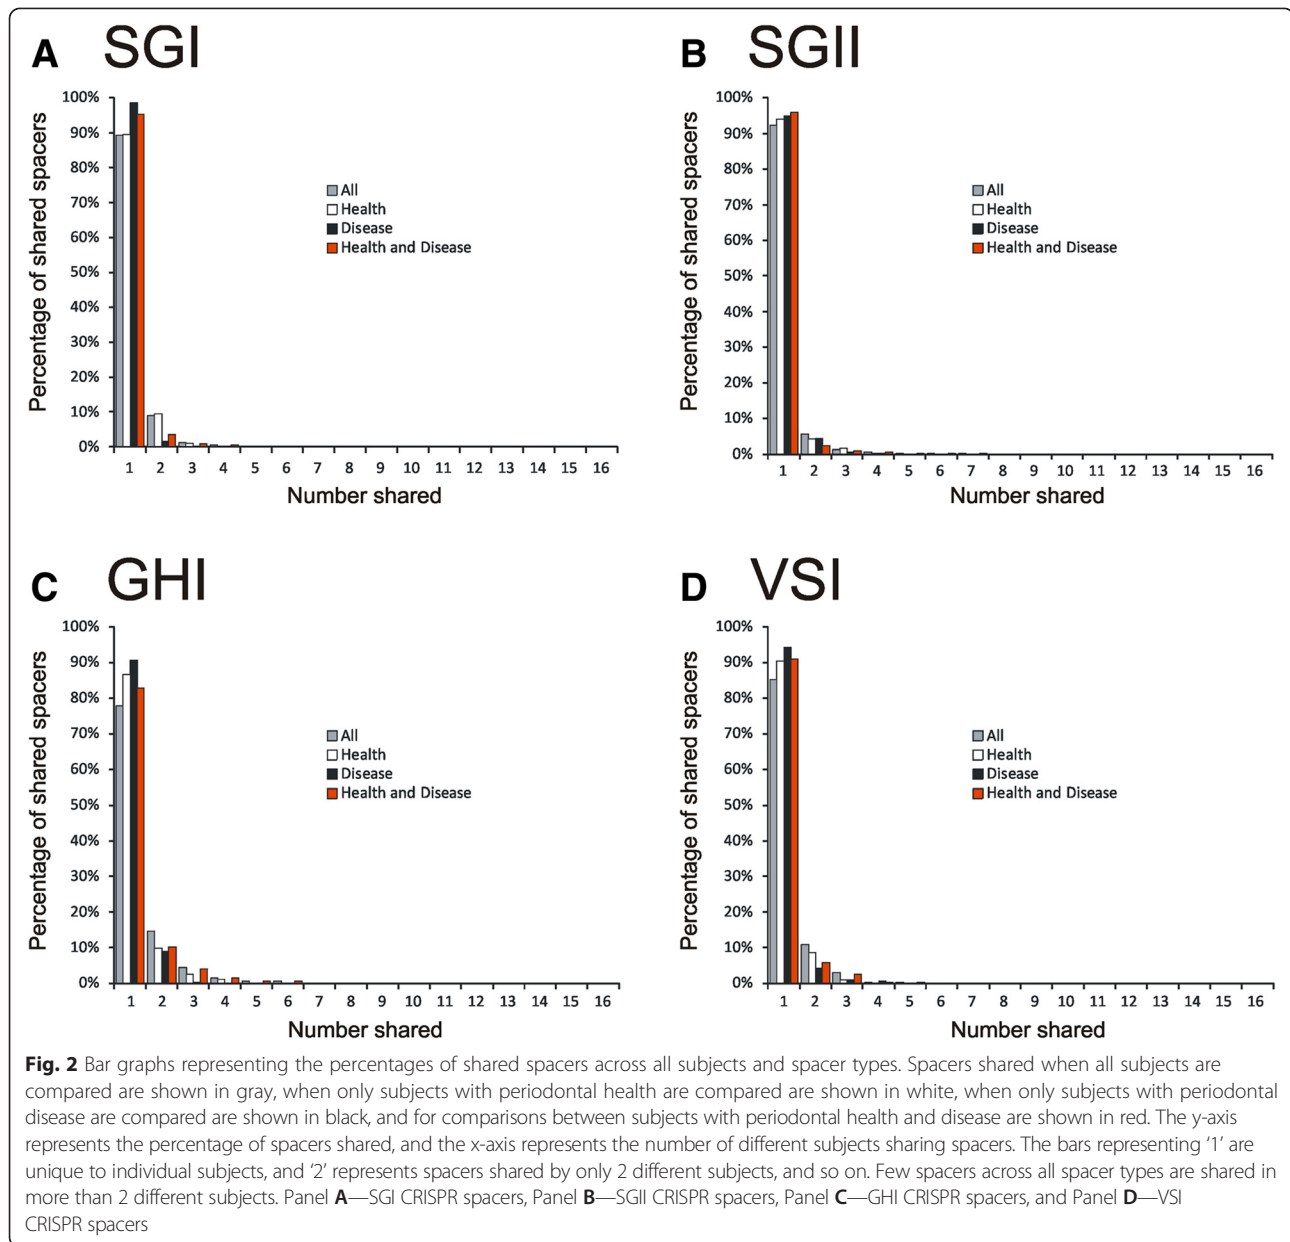 A SGI
Percentage of shared spacers
100%
90%
80%
70%
60%
50%
40%
30%
20%
10%
0%
All
Health
Disease
Health and Disease
1 2 3 4 5 6 7 8 9 10 11 12 13 14 15 16
Number shared
B SGII
Percentage of shared spacers
100%
90%
80%
70%
60%
50%
40%
30%
20%
10%
0%
All
Health
Disease
Health and Disease
1 2 3 4 5 6 7 8 9 10 11 12 13 14 15 16
Number shared
C GHI
Percentage of shared spacers
100%
90%
80%
70%
60%
50%
40%
30%
20%
10%
0%
All
Health
Disease
Health and Disease
1 2 3 4 5 6 7 8 9 10 11 12 13 14 15 16
Number shared
D VSI
Percentage of shared spacers
100%
90%
80%
70%
60%
50%
40%
30%
20%
10%
0%
All
Health
Disease
Health and Disease
1 2 3 4 5 6 7 8 9 10 11 12 13 14 15 16
Number shared
Fig. 2 Bar graphs representing the percentages of shared spacers across all subjects and spacer types. Spacers shared when all subjects are
compared are shown in gray, when only subjects with periodontal health are compared are shown in white, when only subjects with periodontal
disease are compared are shown in black, and for comparisons between subjects with periodontal health and disease are shown in red. The y-axis
represents the percentage of spacers shared, and the x-axis represents the number of different subjects sharing spacers. The bars representing ‘1’ are
unique to individual subjects, and ‘2’ represents spacers shared by only 2 different subjects, and so on. Few spacers across all spacer types are shared in
more than 2 different subjects. Panel A—SGI CRISPR spacers, Panel B—SGII CRISPR spacers, Panel C—GHI CRISPR spacers, and Panel D—VSI
CRISPR spacers